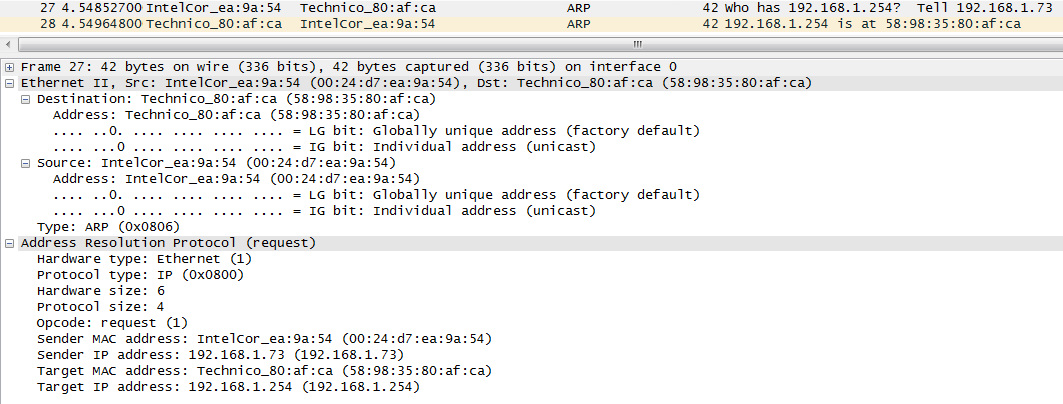 27 4.54852700 IntelCor_ea:9a:54 Technico_80:af:ca ARP 42 Who has 192.168.1.254? Tell 192.168.1.73
28 4.54964800 Technico_80:af:ca IntelCor_ea:9a:54 ARP 42 192.168.1.254 is at 58:98:35:80:af:ca
Frame 27: 42 bytes on wire (336 bits), 42 bytes captured (336 bits) on interface 0
Ethernet II, Src: IntelCor_ea:9a:54 (00:24:d7:ea:9a:54), Dst: Technico_80:af:ca (58:98:35:80:af:ca)
Destination: Technico_80:af:ca (58:98:35:80:af:ca)
Address: Technico_80:af:ca (58:98:35:80:af:ca)
.... ..0. .... .... .... .... = LG bit: Globally unique address (factory default)
.... ...0 .... .... .... .... = IG bit: Individual address (unicast)
Source: IntelCor_ea:9a:54 (00:24:d7:ea:9a:54)
Address: IntelCor_ea:9a:54 (00:24:d7:ea:9a:54)
.... ..0. .... .... .... .... = LG bit: Globally unique address (factory default)
.... ...0 .... .... .... .... = IG bit: Individual address (unicast)
Type: ARP (0x0806)
Address Resolution Protocol (request)
Hardware type: Ethernet (1)
Protocol type: IP (0x0800)
Hardware size: 6
Protocol size: 4
Opcode: request (1)
Sender MAC address: IntelCor_ea:9a:54 (00:24:d7:ea:9a:54)
Sender IP address: 192.168.1.73 (192.168.1.73)
Target MAC address: Technico_80:af:ca (58:98:35:80:af:ca)
Target IP address: 192.168.1.254 (192.168.1.254)